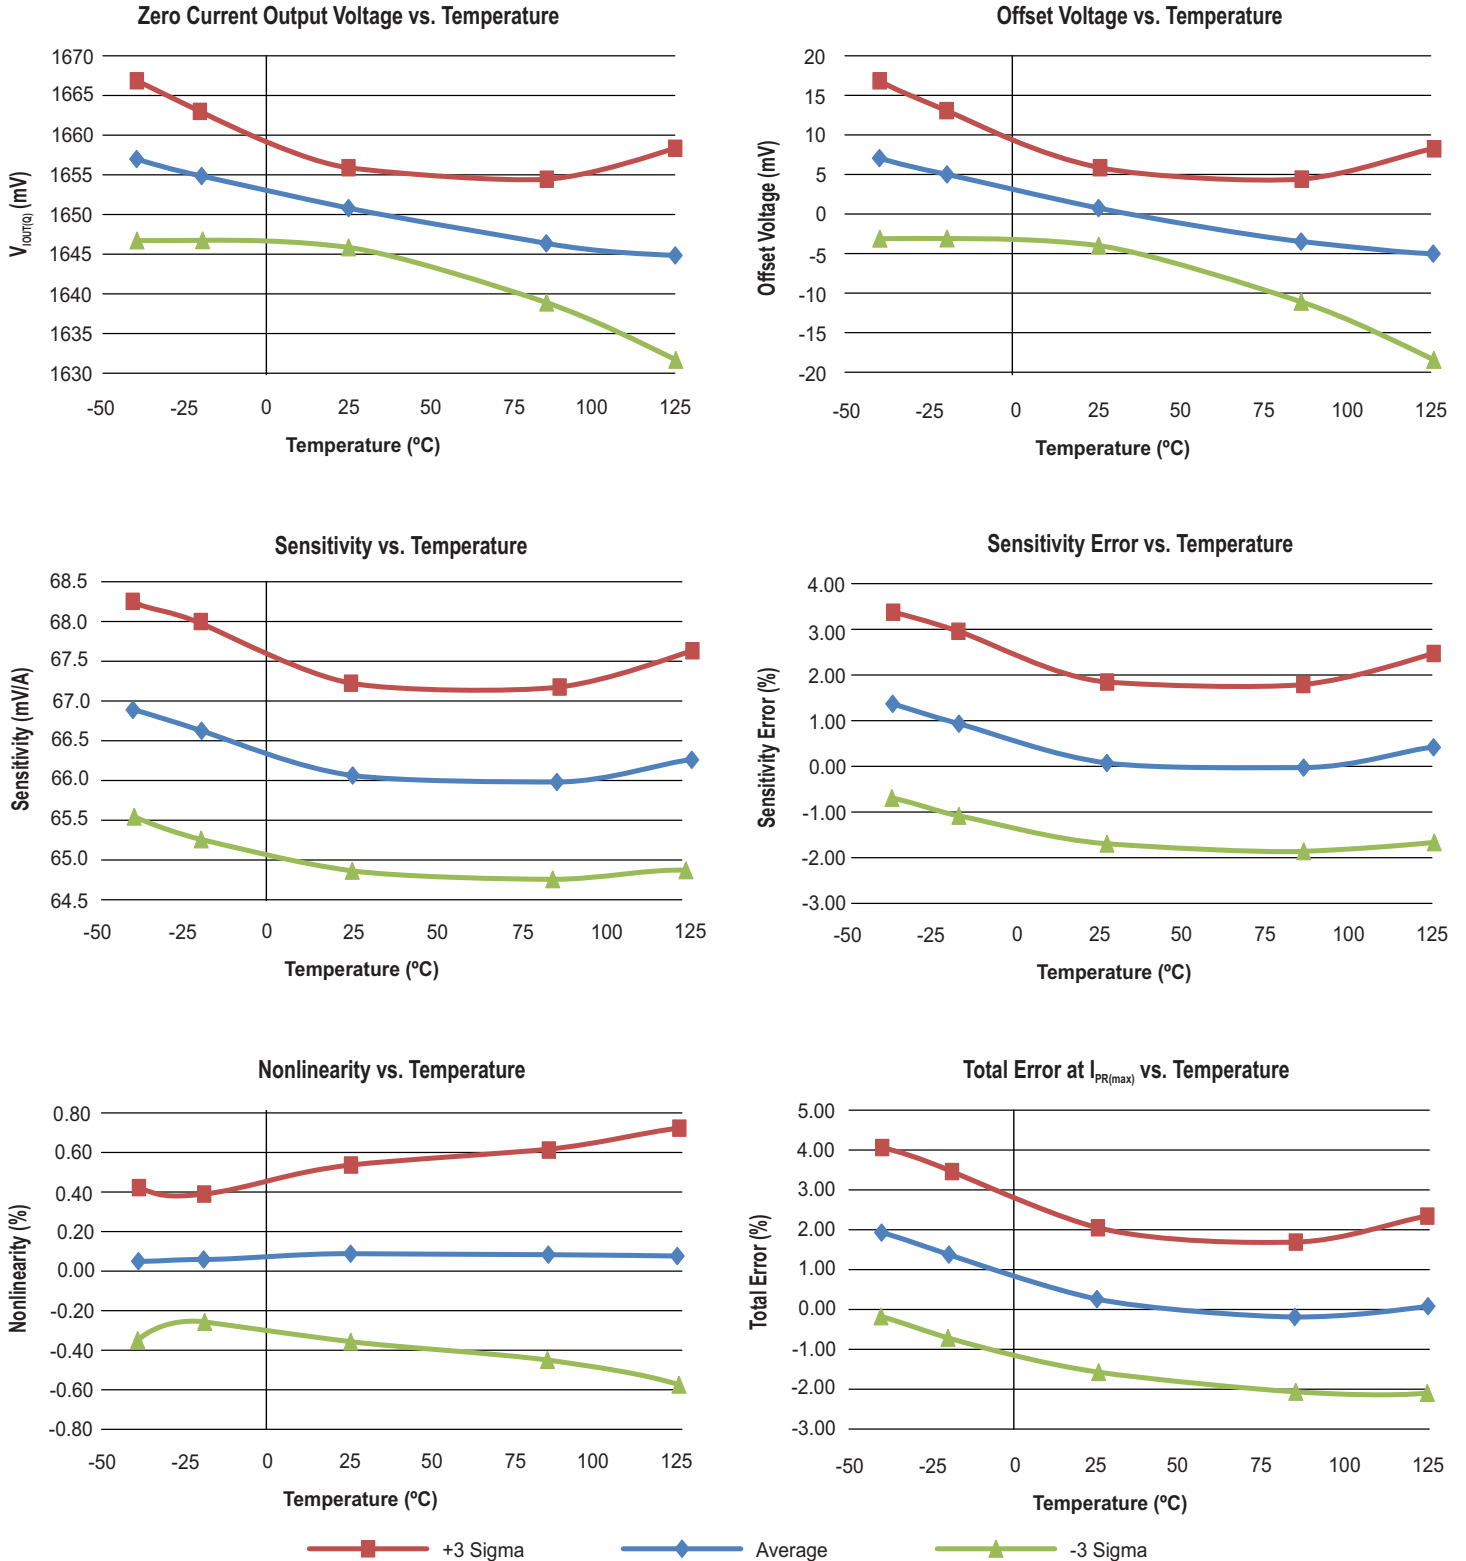 Zero Current Output Voltage vs. Temperature
1670
1665
1660
1655
1650
1645
1640
1635
1630
VIOUT(Q) (mV)
-50 -25 0 25 50 75 100 125
Temperature (ºC)
Offset Voltage vs. Temperature
20
15
10
5
0
-5
-10
-15
-20
Offset Voltage (mV)
-50 -25 0 25 50 75 100 125
Temperature (ºC)
Sensitivity vs. Temperature
68.5
68.0
67.5
67.0
66.5
66.0
65.5
65.0
64.5
Sensitivity (mV/A)
-50 -25 0 25 50 75 100 125
Temperature (ºC)
Sensitivity Error vs. Temperature
4.00
3.00
2.00
1.00
0.00
-1.00
-2.00
-3.00
Sensitivity Error (%)
-50 -25 0 25 50 75 100 125
Temperature (ºC)
Nonlinearity vs. Temperature
0.80
0.60
0.40
0.20
0.00
-0.20
-0.40
-0.60
-0.80
Nonlinearity (%)
-50 -25 0 25 50 75 100 125
Temperature (ºC)
Total Error at IPR(max) vs. Temperature
5.00
4.00
3.00
2.00
1.00
0.00
-1.00
-2.00
-3.00
Total Error (%)
-50 -25 0 25 50 75 100 125
Temperature (ºC)
+3 Sigma
Average
-3 Sigma